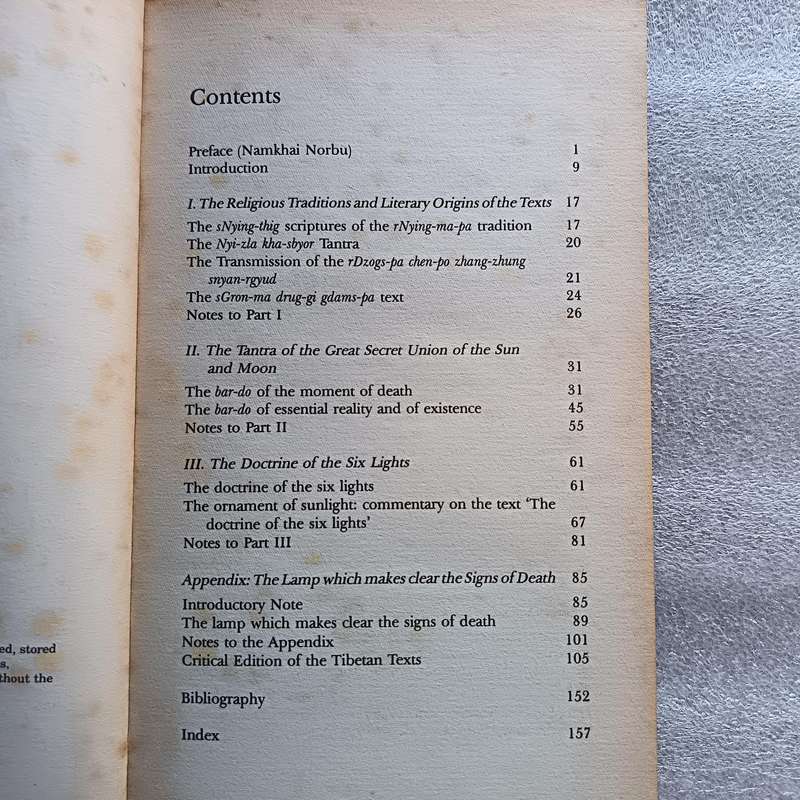 Contents
Preface (Namkhai Norbu) 1
Introduction 9
I. The Religious Traditions and Literary Origins of the Texts 17
The sNying-thig scriptures of the rNying-ma-pa tradition 17
The Nyi-zla kha-sbyor Tantra 20
The Transmission of the rDzogs-pa chen-po zhang-zhung
snyan-rgyud 21
The sGron-ma drug-gi gdams-pa text 24
Notes to Part I 26
II. The Tantra of the Great Secret Union of the Sun
and Moon 31
The bar-do of the moment of death 31
The bar-do of essential reality and of existence 45
Notes to Part II 55
III. The Doctrine of the Six Lights 61
The doctrine of the six lights 61
The ornament of sunlight: commentary on the text 'The
doctrine of the six lights' 67
Notes to Part III 81
Appendix: The Lamp which makes clear the Signs of Death 85
Introductory Note 85
The lamp which makes clear the signs of death 89
Notes to the Appendix 101
Critical Edition of the Tibetan Texts 105
Bibliography 152
Index 157
ed, stored
s,
thout the